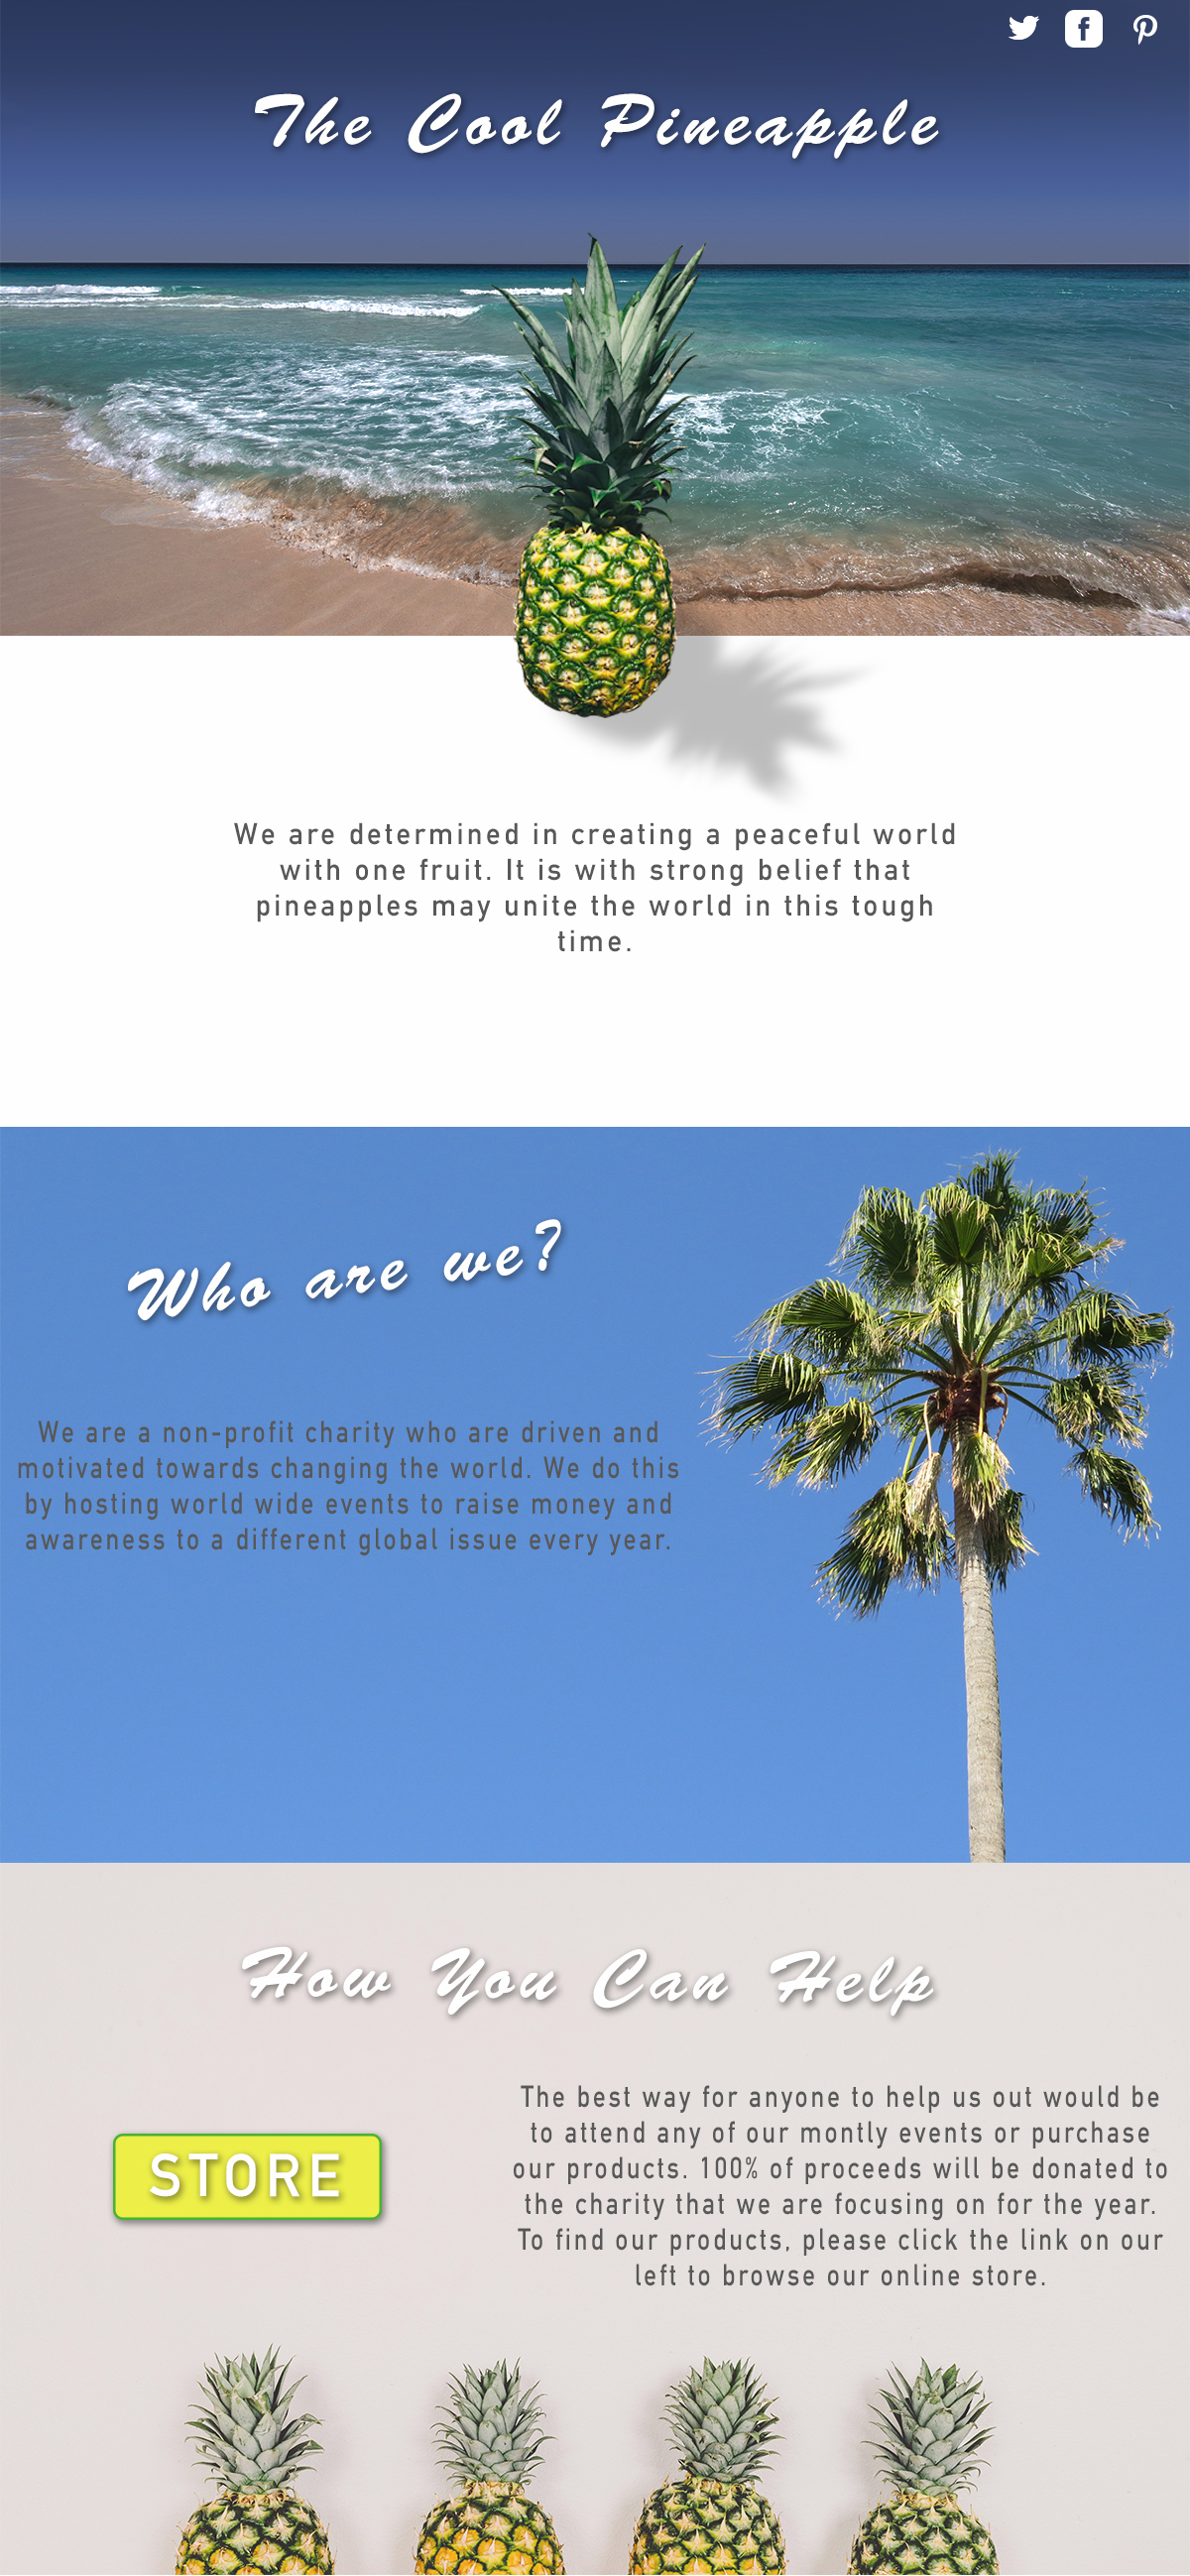 The Cool Pineapple
We are determined in creating a peaceful world
with one fruit. It is with strong belief that
pineapples may unite the world in this tough
time.
Who are we?
We are a non-profit charity who are driven and
motivated towards changing the world. We do this
by hosting world wide events to raise money and
awareness to a different global issue every year.
How You Can Help
STORE
The best way for anyone to help us out would be
to attend any of our montly events or purchase
our products. 100% of proceeds will be donated to
the charity that we are focusing on for the year.
To find our products, please click the link on our
left to browse our online store.